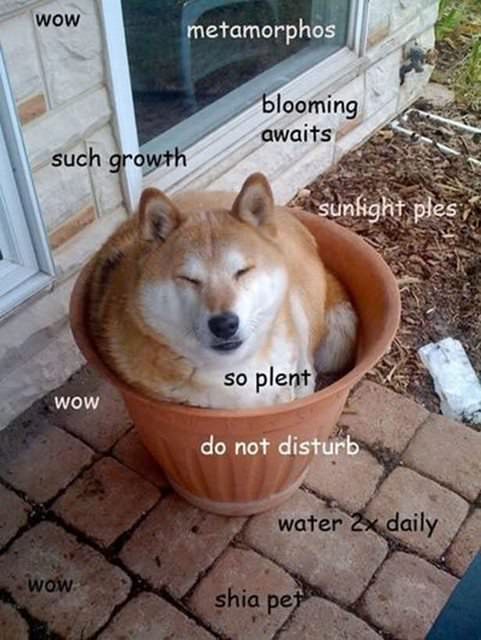 wow
metamorphos
blooming
awaits
such growth
sunlight ples
so plent
wow
do not disturb
water 2x daily
wow
shia pet